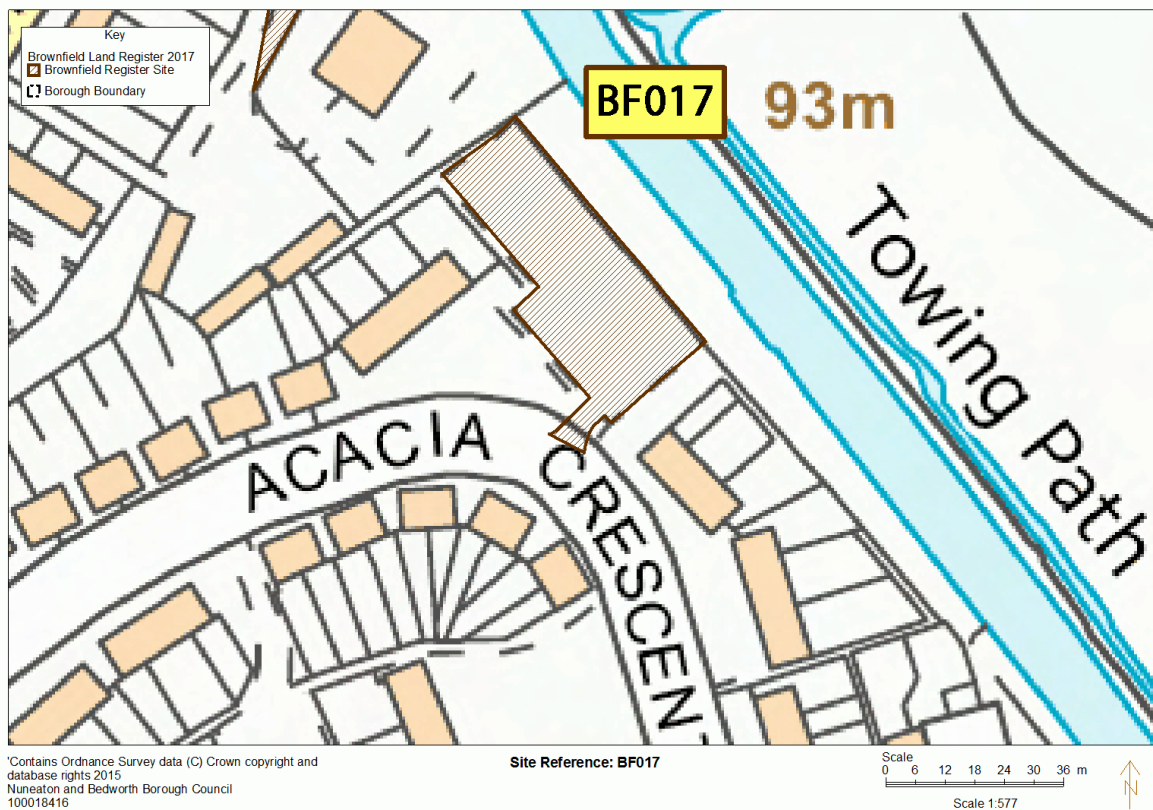 Key
Brownfield Land Register 2017
Brownfield Register Site
Borough Boundary
BF017
93m
Towing Path
ACACIA CRESCENT
'Contains Ordnance Survey data (C) Crown copyright and
database rights 2015
Nuneaton and Bedworth Borough Council
100018416
Site Reference: BF017
Scale
0 6 12 18 24 30 36 m
Scale 1:577
N